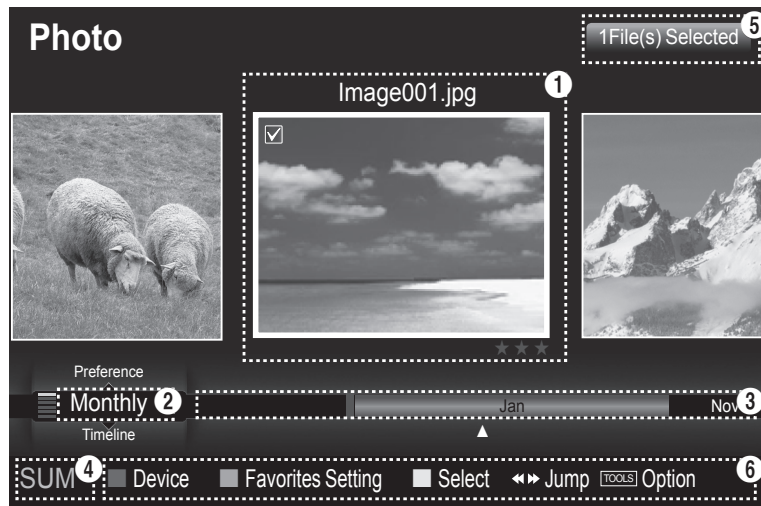 Photo
1File(s) Selected 5
1
Image001.jpg
Preference
Monthly 2
Jan
Nov 3
Timeline
SUM 4
Device Favorites Setting Select Jump TOOLS Option 6